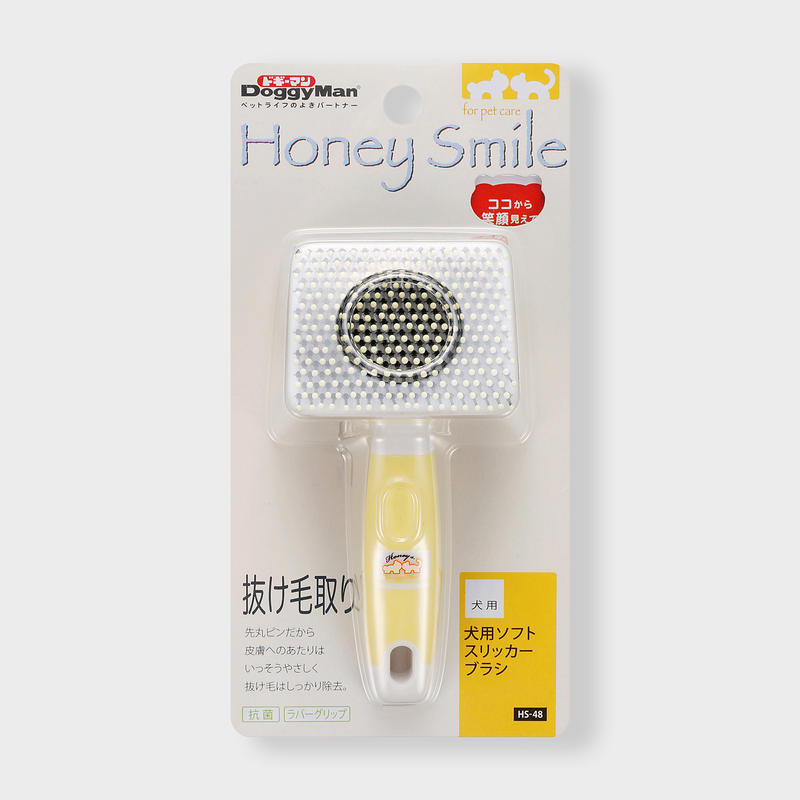 ドギーマン
DoggyMan®
ペットライフのよきパートナー
for pet care
Honey Smile
ココから
笑顔見えて
Honey
抜け毛取り
先丸ピンだから
皮膚へのあたりは
いっそうやさしく
抜け毛はしっかり除去。
抗菌 ラバーグリップ
犬用
犬用ソフト
スリッカー
ブラシ
HS-48